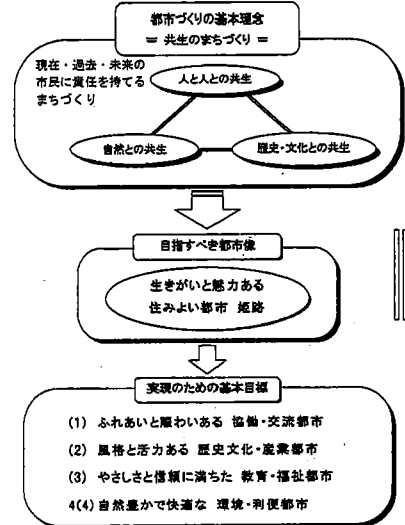 都市づくりの基本理念
= 共生のまちづくり =
現在・過去・未来の
市民に責任を持てる
まちづくり
人と人との共生
自然との共生
歴史・文化との共生
目指すべき都市像
生きがいと魅力ある
住みよい都市 姫路
実現のための基本目標
(1) ふれあいと賑わいある 協働・交流都市
(2) 風格と活力ある 歴史文化・産業都市
(3) やさしさと信頼に満ちた 教育・福祉都市
4(4) 自然豊かで快適な 環境・利便都市